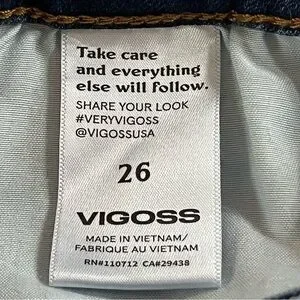 Take care
and everything
else will follow.
SHARE YOUR LOOK
#VERYVIGOSS
@VIGOSSUSA
26
VIGOSS
MADE IN VIETNAM/
FABRIQUÉ AU VIETNAM
RN#110712 CA#29438